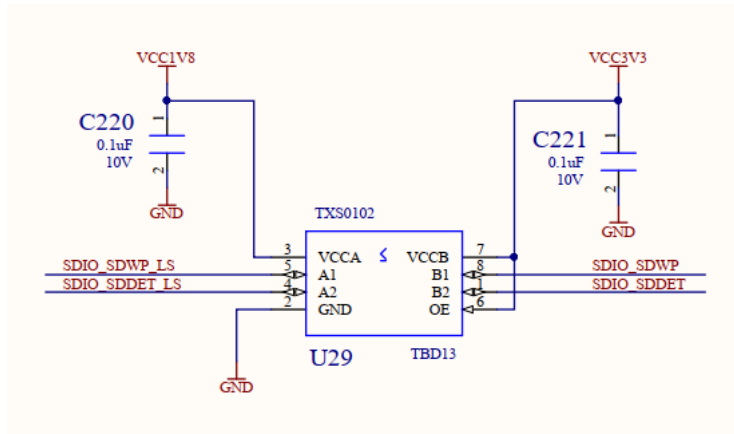 VCC1V8
VCC3V3
C220
0.1uF
10V
1
2
GND
C221
0.1uF
10V
1
2
GND
TXS0102
3 VCCA ≤ VCCB 7
SDIO_SDWP_LS 5 A1 B1 8 SDIO_SDWP
SDIO_SDDET_LS 4 A2 B2 1 SDIO_SDDET
2 GND OE 6
U29 TBD13
GND